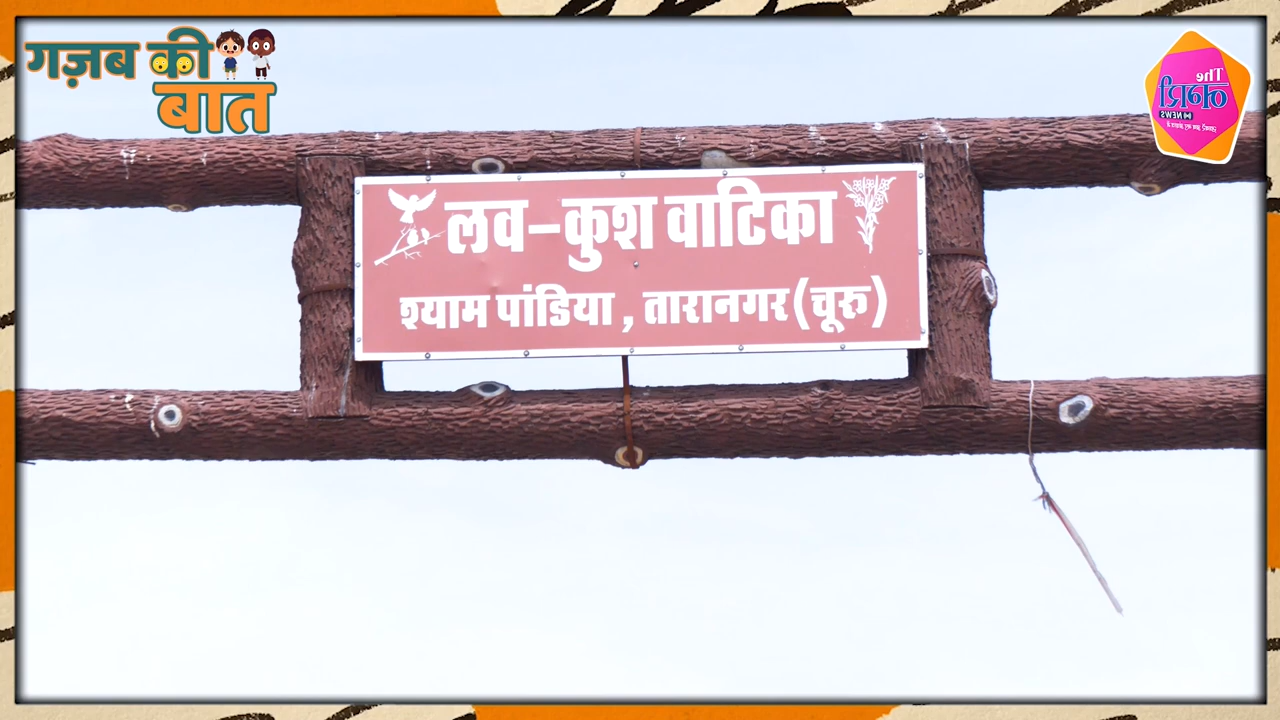 गज़ब की
बात
The
प्रिंट
NEWS
लव-कुश वाटिका
श्याम पांडिया , तारानगर (चूरू)